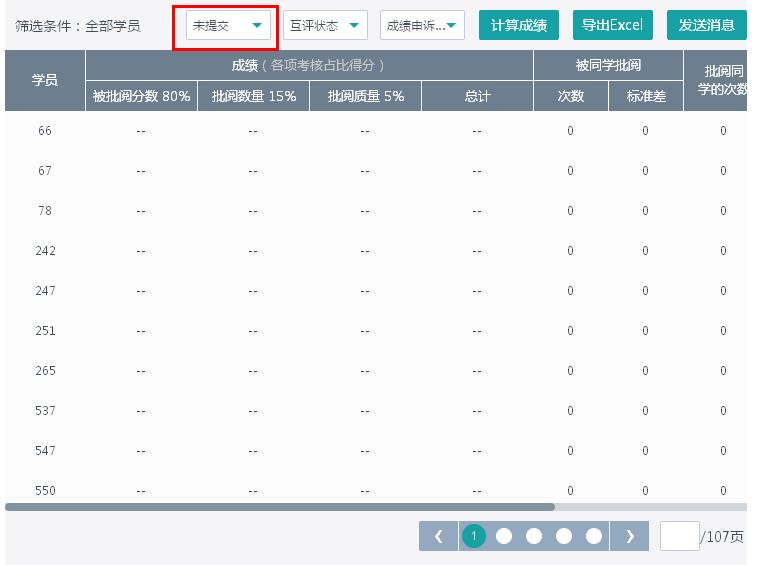 筛选条件：全部学员 未提交 互评状态 成绩申诉... 计算成绩 导出Excel 发送消息
学员 成绩（各项考核占比得分） 被同学批阅 批阅同学的次数
被批阅分数 80% 批阅数量 15% 批阅质量 5% 总计 次数 标准差
66 -- -- -- -- 0 0 0
67 -- -- -- -- 0 0 0
78 -- -- -- -- 0 0 0
242 -- -- -- -- 0 0 0
247 -- -- -- -- 0 0 0
251 -- -- -- -- 0 0 0
265 -- -- -- -- 0 0 0
537 -- -- -- -- 0 0 0
547 -- -- -- -- 0 0 0
550 -- -- -- -- 0 0 0
❮ 1 ❯ /107页